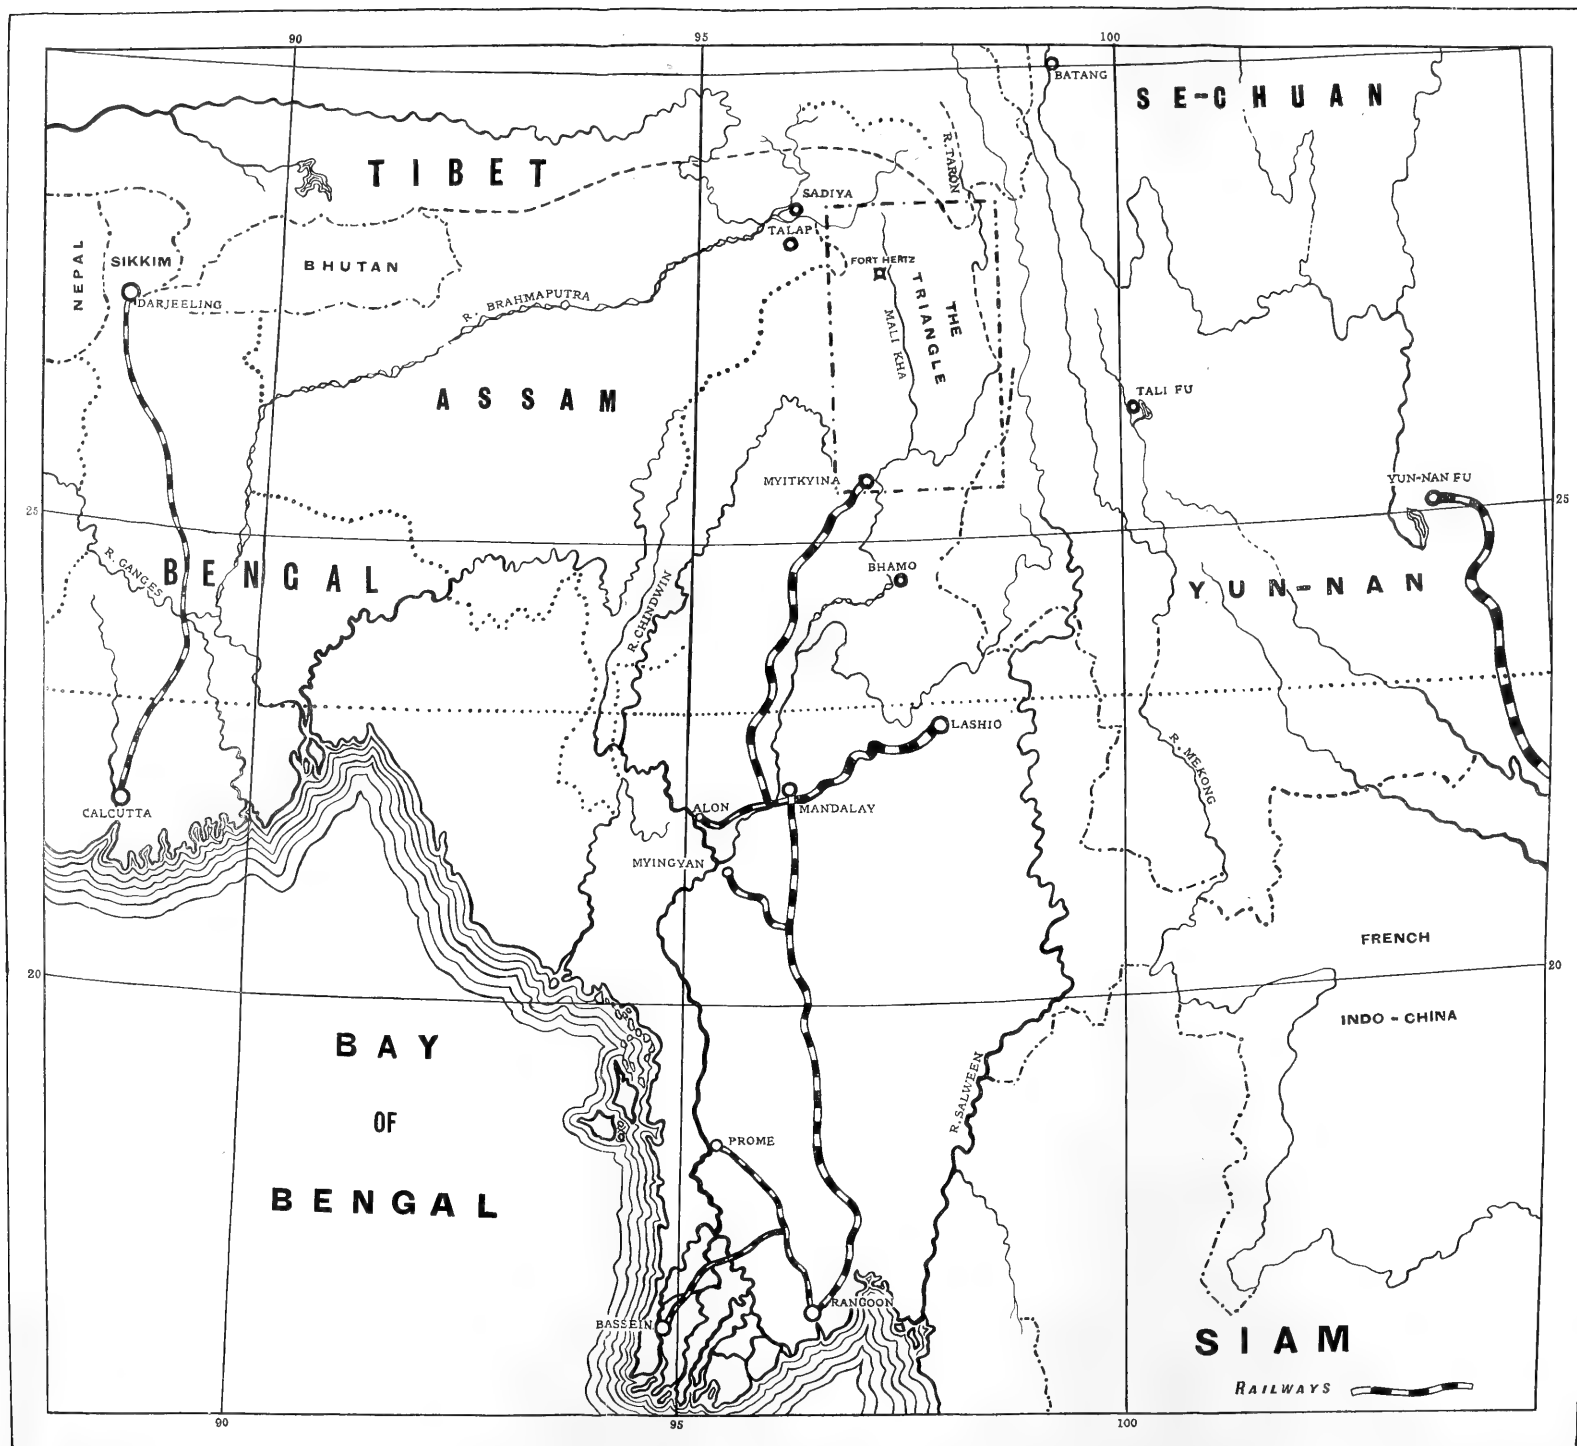 90
95
100
BATANG
SE-CHUAN
TIBET
R. TARON
SADIYA
TALAP
NEPAL
SIKKIM
BHUTAN
FORT HERTZ
DARJEELING
R. BRAHMAPUTRA
THE
TRIANGLE
MALI KHA
ASSAM
TALI FU
MYITKYINA
YUN-NAN FU
25
25
R. GANGES
BENGAL
BHAMO
YUN-NAN
R. CHINDWIN
LASHIO
R. MEKONG
CALCUTTA
ALON
MANDALAY
MYINGYAN
FRENCH
20
20
INDO-CHINA
BAY
OF
BENGAL
R. SALWEEN
PROME
RANGOON
BASSEIN
SIAM
RAILWAYS
90
95
100